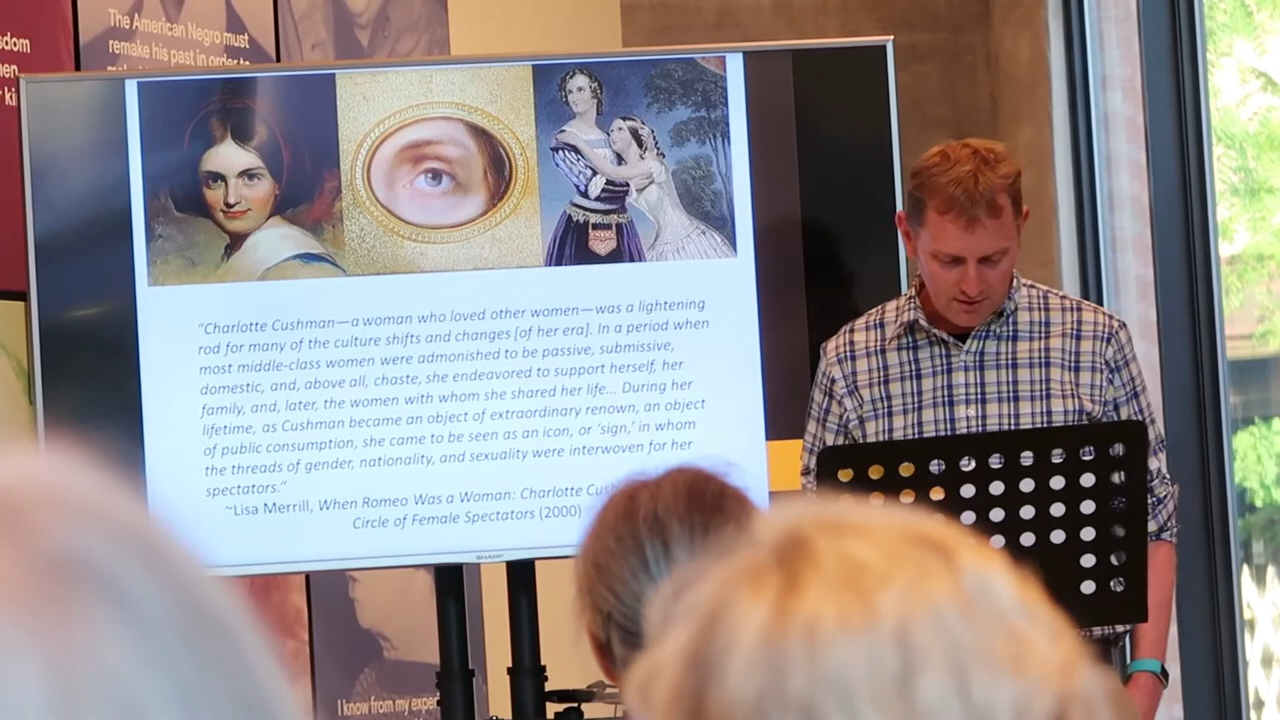 The American Negro must
remake his past in order to
sdom
men
r ki
"Charlotte Cushman—a woman who loved other women—was a lightening
rod for many of the culture shifts and changes [of her era]. In a period when
most middle-class women were admonished to be passive, submissive,
domestic, and, above all, chaste, she endeavored to support herself, her
family, and, later, the women with whom she shared her life... During her
lifetime, as Cushman became an object of extraordinary renown, an object
of public consumption, she came to be seen as an icon, or 'sign,' in whom
the threads of gender, nationality, and sexuality were interwoven for her
spectators."
~Lisa Merrill, When Romeo Was a Woman: Charlotte Cus
Circle of Female Spectators (2000)
SHARP
I know from my exper